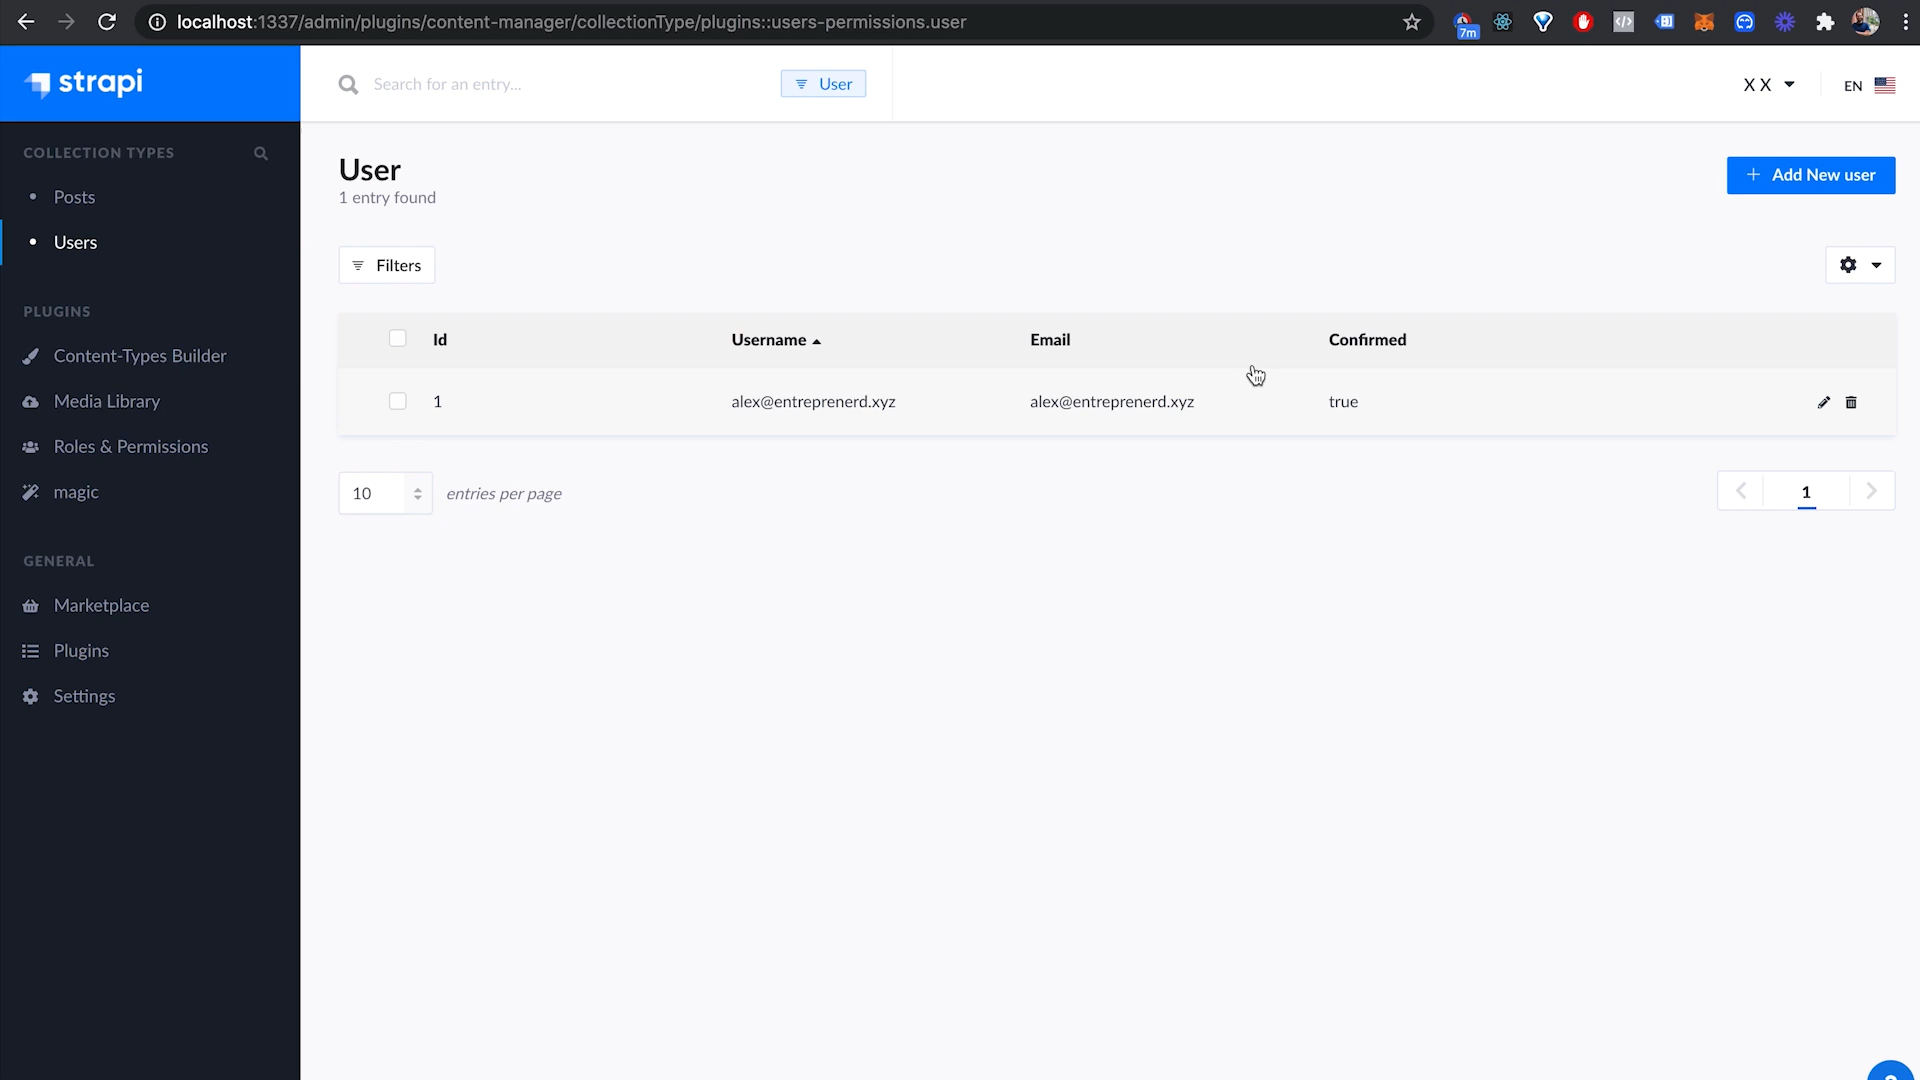 localhost:1337/admin/plugins/content-manager/collectionType/plugins::users-permissions.user
7m
strapi
Search for an entry...
User
X X
EN
COLLECTION TYPES
Posts
Users
PLUGINS
Content-Types Builder
Media Library
Roles & Permissions
magic
GENERAL
Marketplace
Plugins
Settings
User
1 entry found
Add New user
Filters
Id Username Email Confirmed
1 alex@entreprenerd.xyz alex@entreprenerd.xyz true
10 entries per page
1